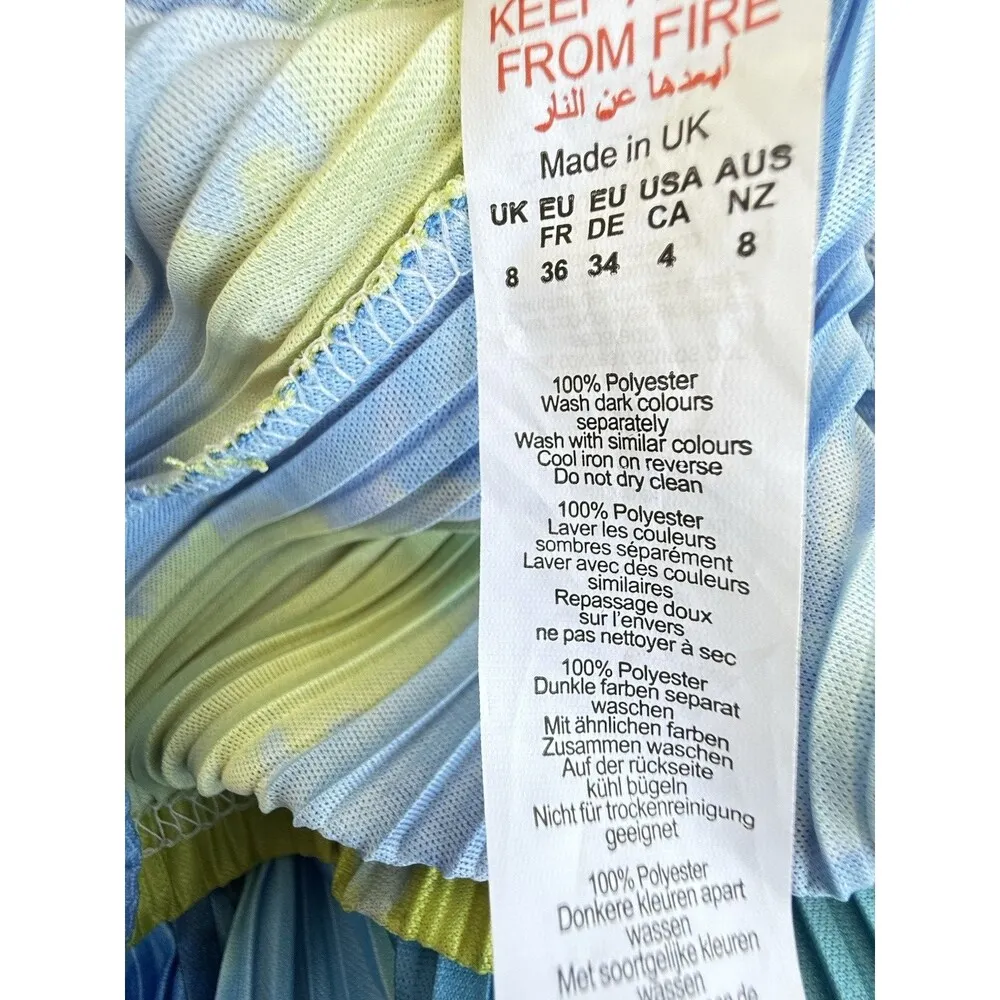 KEEP
FROM FIRE
أبعدها عن النار
Made in UK
UK EU EU USA AUS
FR DE CA NZ
8 36 34 4 8
100% Polyester
Wash dark colours
separately
Wash with similar colours
Cool iron on reverse
Do not dry clean
100% Polyester
Laver les couleurs
sombres séparément
Laver avec des couleurs
similaires
Repassage doux
sur l'envers
ne pas nettoyer à sec
100% Polyester
Dunkle farben separat
waschen
Mit ähnlichen farben
Zusammen waschen
Auf der rückseite
kühl bügeln
Nicht für trockenreinigung
geeignet
100% Polyester
Donkere kleuren apart
wassen
Met soortgelijke kleuren
wassen